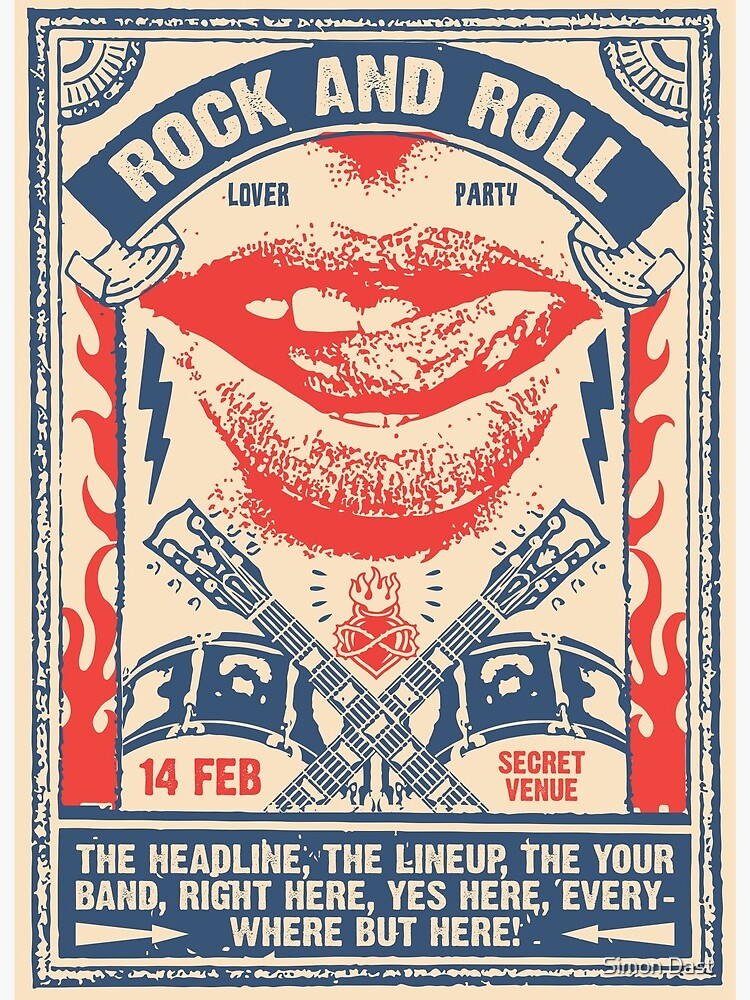 ROCK AND ROLL
LOVER PARTY
14 FEB
SECRET
VENUE
THE HEADLINE, THE LINEUP, THE YOUR
BAND, RIGHT HERE, YES HERE, EVERY-
WHERE BUT HERE!
Simon Dast